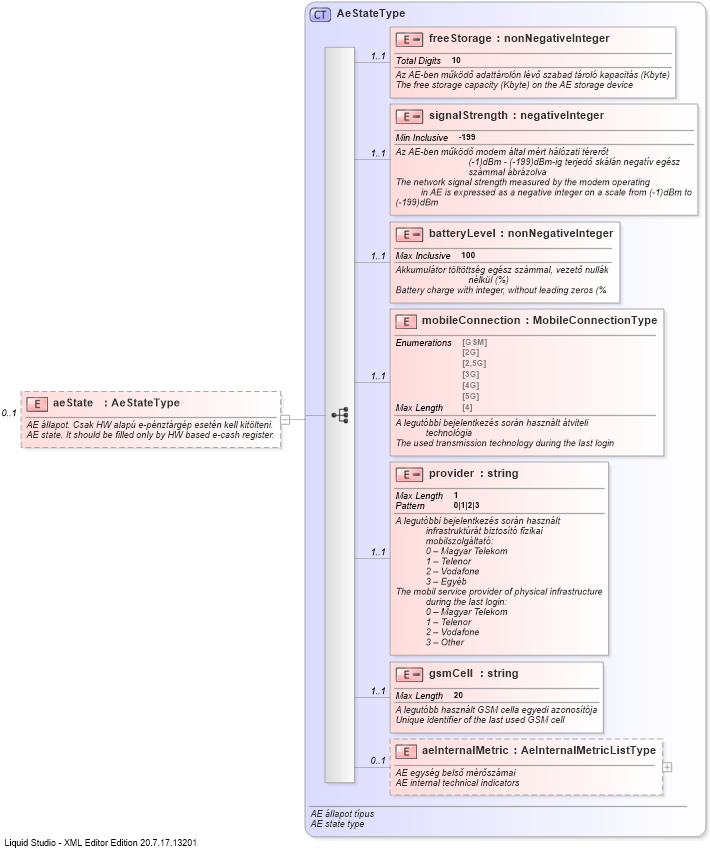 CT AeStateType
E freeStorage : nonNegativeInteger
1..1
Total Digits 10
Az AE-ben működő adattárolón lévő szabad tároló kapacitás (Kbyte)
The free storage capacity (Kbyte) on the AE storage device
E signalStrength : negativeInteger
Min Inclusive -199
1..1
Az AE-ben működő modem által mért hálózati térerőt
(-1)dBm - (-199)dBm-ig terjedő skálán negatív egész
számmal ábrázolva
The network signal strength measured by the modem operating
in AE is expressed as a negative integer on a scale from (-1)dBm to
(-199)dBm
E batteryLevel : nonNegativeInteger
1..1
Max Inclusive 100
Akkumulátor töltöttség egész számmal, vezető nullák
nélkül (%)
Battery charge with integer, without leading zeros (%
E mobileConnection : MobileConnectionType
Enumerations [GSM]
[2G]
[2,5G]
[3G]
1..1
[4G]
[5G]
Max Length [4]
A legutóbbi bejelentkezés során használt átviteli
technológia
The used transmission technology during the last login
0..1
E aeState : AeStateType
AE állapot. Csak HW alapú e-pénztárgép esetén kell kitölteni.
AE state. It should be filled only by HW based e-cash register.
E provider : string
Max Length 1
Pattern 0|1|2|3
1..1
A legutóbbi bejelentkezés során használt
infrastruktúrát biztosító fizikai
mobilszolgáltató:
0 – Magyar Telekom
1 – Telenor
2 – Vodafone
3 – Egyéb
The mobil service provider of physical infrastructure
during the last login:
0 – Magyar Telekom
1 – Telenor
2 – Vodafone
3 – Other
E gsmCell : string
1..1
Max Length 20
A legutóbb használt GSM cella egyedi azonosítója
Unique identifier of the last used GSM cell
E aeInternalMetric : AeInternalMetricListType
0..1
AE egység belső mérőszámai
AE internal technical indicators
AE állapot típus
AE state type
Liquid Studio - XML Editor Edition 20.7.17.13201